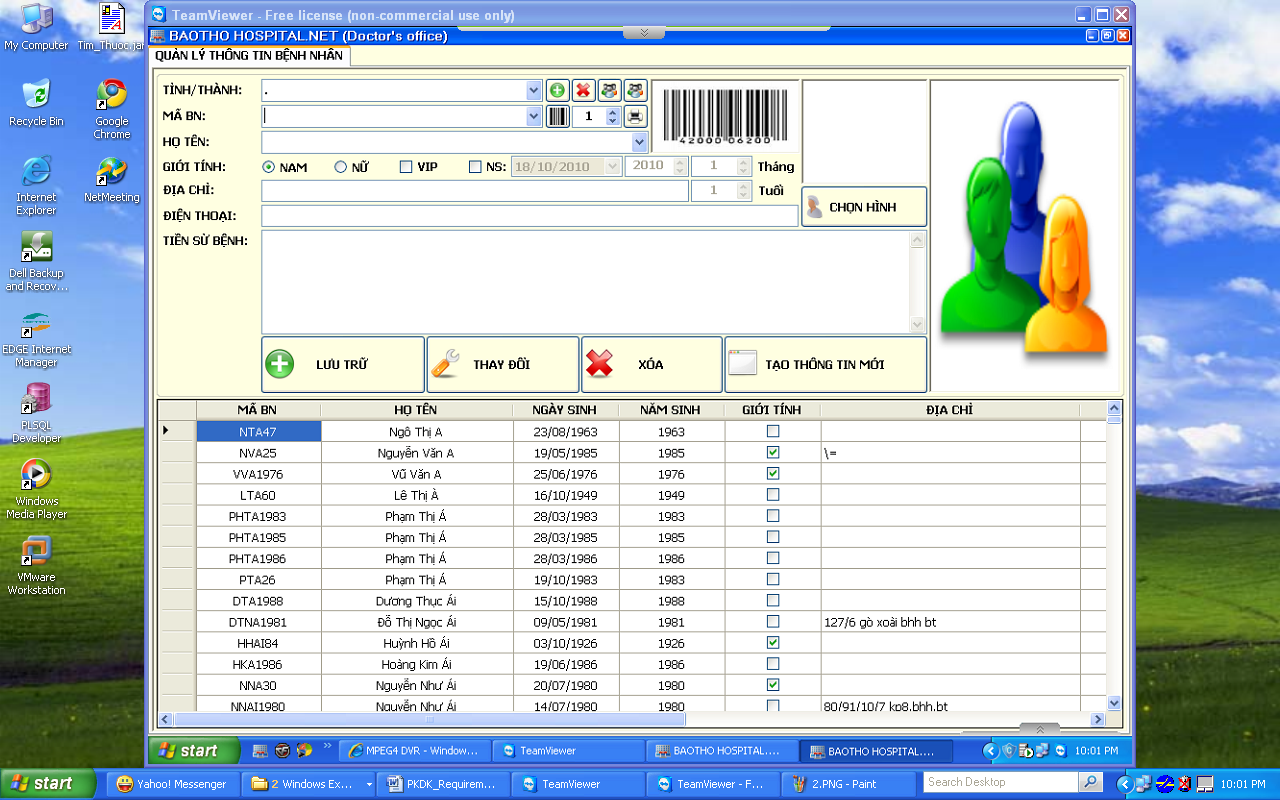 TeamViewer - Free license (non-commercial use only)
BAOTHO HOSPITAL.NET (Doctor's office)
QUẢN LÝ THÔNG TIN BỆNH NHÂN
My Computer
Tim_Thuoc.jar
Recycle Bin
Google Chrome
Internet Explorer
NetMeeting
Dell Backup and Recov...
EDGE Internet Manager
PLSQL Developer
Windows Media Player
VMware Workstation
TỈNH/THÀNH: .
MÃ BN: 1
42000006200
HỌ TÊN:
GIỚI TÍNH: NAM NỮ VIP NS: 18/10/2010 2010 1 Tháng
ĐỊA CHỈ: 1 Tuổi
ĐIỆN THOẠI:
CHỌN HÌNH
TIỀN SỬ BỆNH:
LƯU TRỮ THAY ĐỔI XÓA TẠO THÔNG TIN MỚI
MÃ BN HỌ TÊN NGÀY SINH NĂM SINH GIỚI TÍNH ĐỊA CHỈ
NTA47 Ngô Thị A 23/08/1963 1963
NVA25 Nguyễn Văn A 19/05/1985 1985 \=
VVA1976 Vũ Văn A 25/06/1976 1976
LTA60 Lê Thị À 16/10/1949 1949
PHTA1983 Phạm Thị Á 28/03/1983 1983
PHTA1985 Phạm Thị Á 28/03/1985 1985
PHTA1986 Phạm Thị Á 28/03/1986 1986
PTA26 Phạm Thị Á 19/10/1983 1983
DTA1988 Dương Thục Ái 15/10/1988 1988
DTNA1981 Đỗ Thị Ngọc Ái 09/05/1981 1981 127/6 gò xoài bhh bt
HHAI84 Huỳnh Hồ Ái 03/10/1926 1926
HKA1986 Hoàng Kim Ái 19/06/1986 1986
NNA30 Nguyễn Như Ái 20/07/1980 1980
NNAI1980 Nguyễn Như Ái 14/07/1980 1980 80/91/10/7 kp8.bhh.bt
start MPEG4 DVR - Window... TeamViewer BAOTHO HOSPITAL.... BAOTHO HOSPITAL.... 10:01 PM
start Yahoo! Messenger 2 Windows Ex... PKDK_Requirem... TeamViewer TeamViewer - F... 2.PNG - Paint Search Desktop 10:01 PM